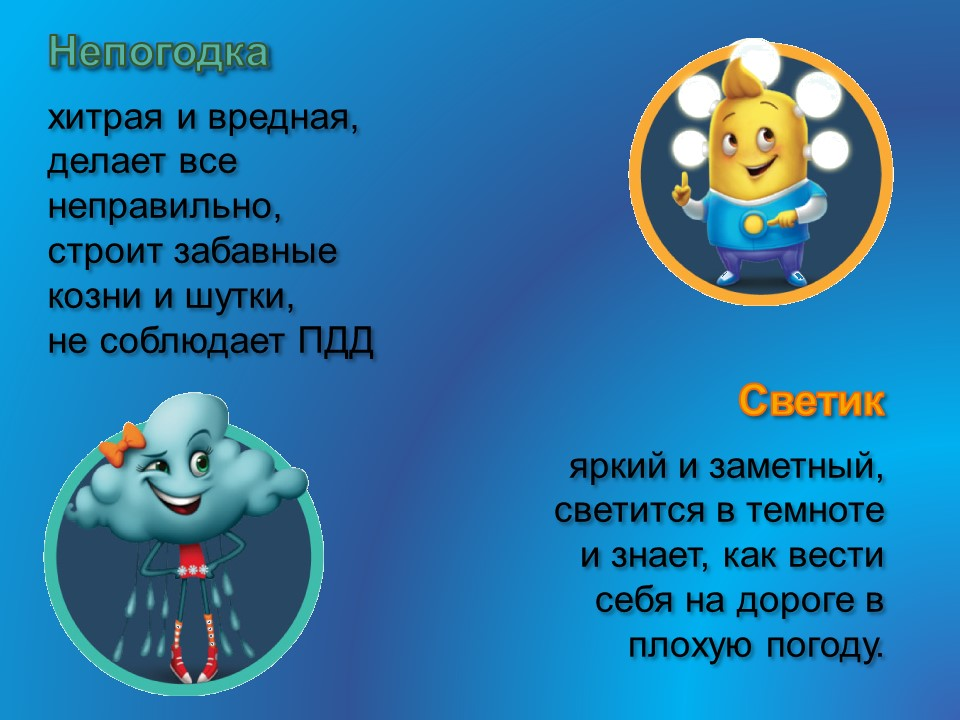 Непогодка
хитрая и вредная,
делает все
неправильно,
строит забавные
козни и шутки,
не соблюдает ПДД
Светик
яркий и заметный,
светится в темноте
и знает, как вести
себя на дороге в
плохую погоду.